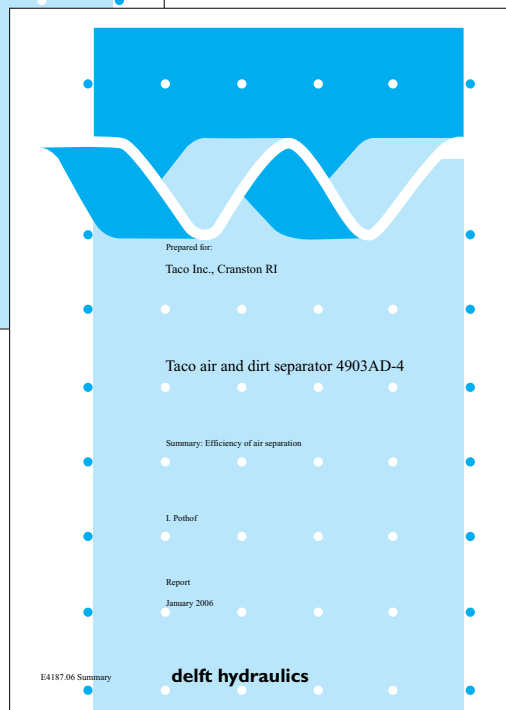 Prepared for:
Taco Inc., Cranston RI
Taco air and dirt separator 4903AD-4
Summary: Efficiency of air separation
I. Pothof
Report
January 2006
E4187.06 Summary
delft hydraulics